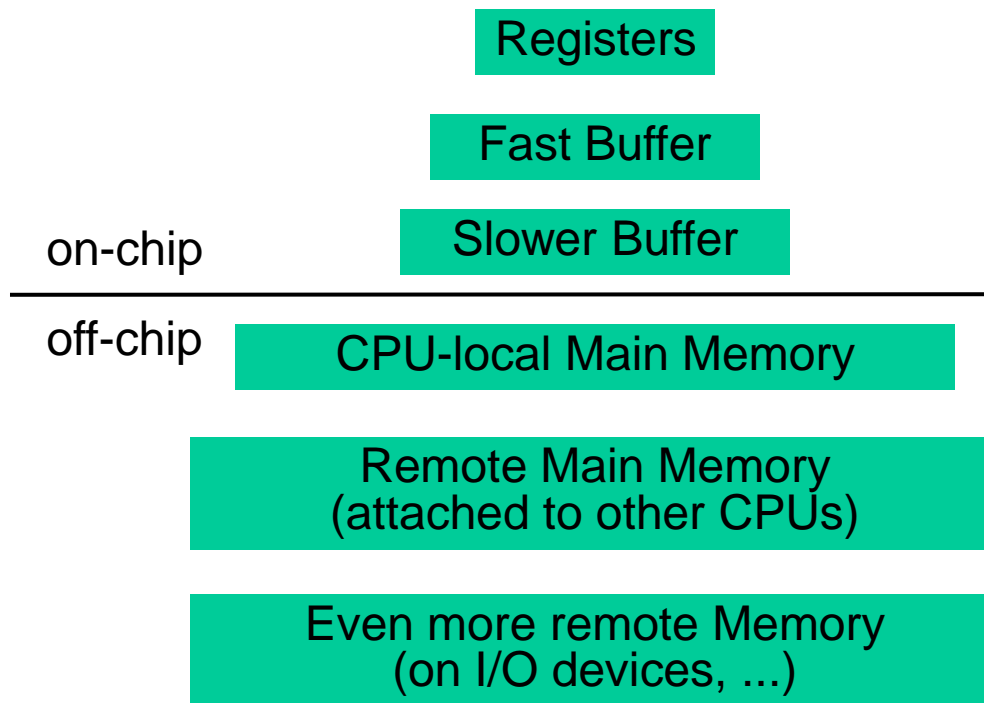 Registers
Fast Buffer
Slower Buffer
on-chip
off-chip
CPU-local Main Memory
Remote Main Memory
(attached to other CPUs)
Even more remote Memory
(on I/O devices, ...)